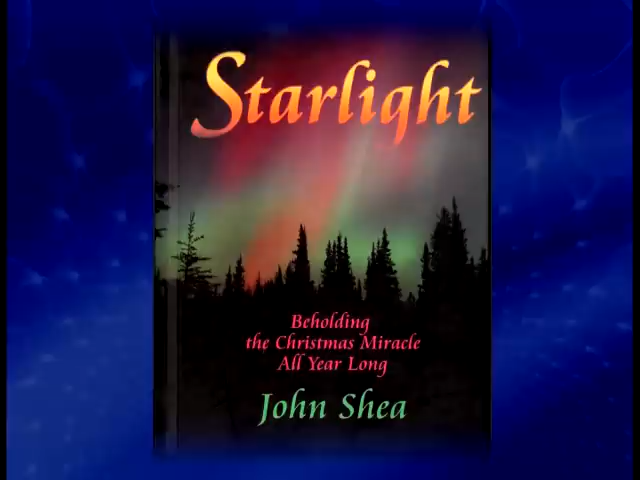 Starlight
Beholding
the Christmas Miracle
All Year Long
John Shea